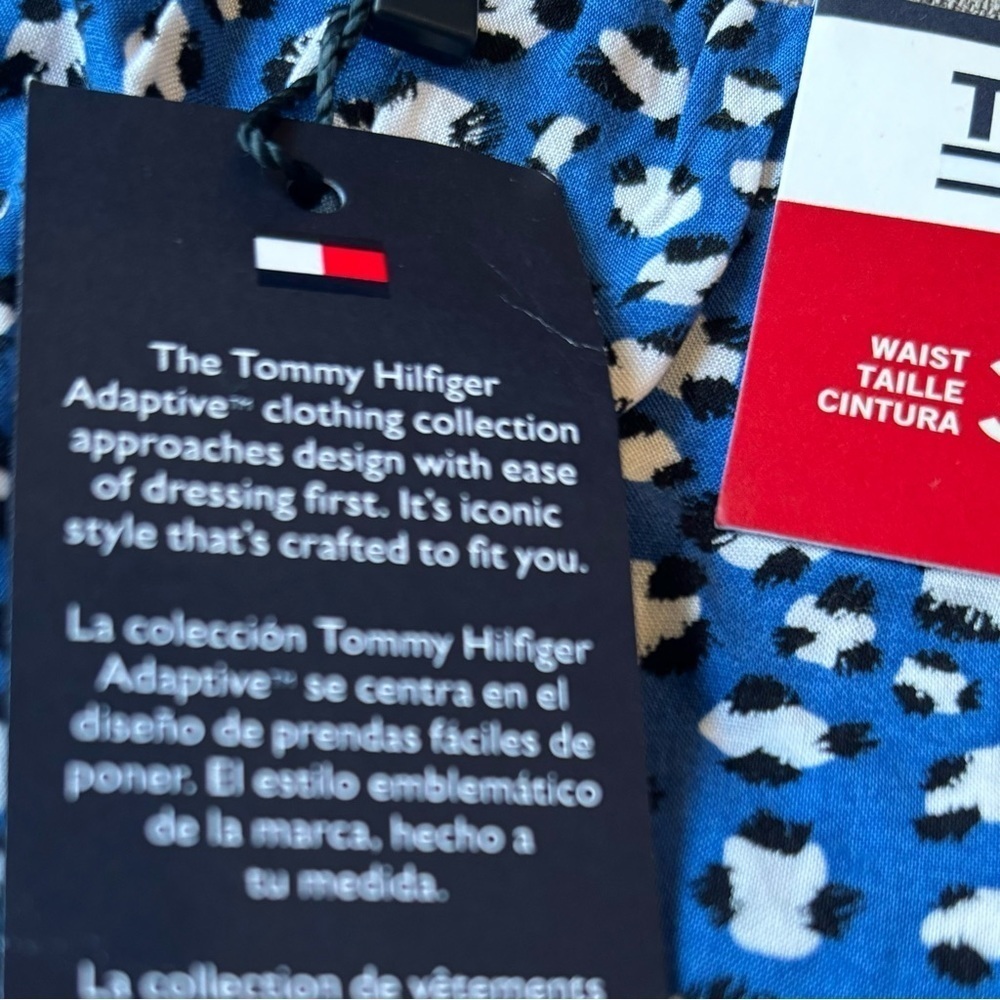 The Tommy Hilfiger
Adaptive™ clothing collection
approaches design with ease
of dressing first. It's iconic
style that's crafted to fit you.
La colección Tommy Hilfiger
Adaptive™ se centra en el
diseño de prendas fáciles de
poner. El estilo emblemático
de la marca, hecho a
su medida.
La collection de vêtements
T
WAIST
TAILLE
CINTURA